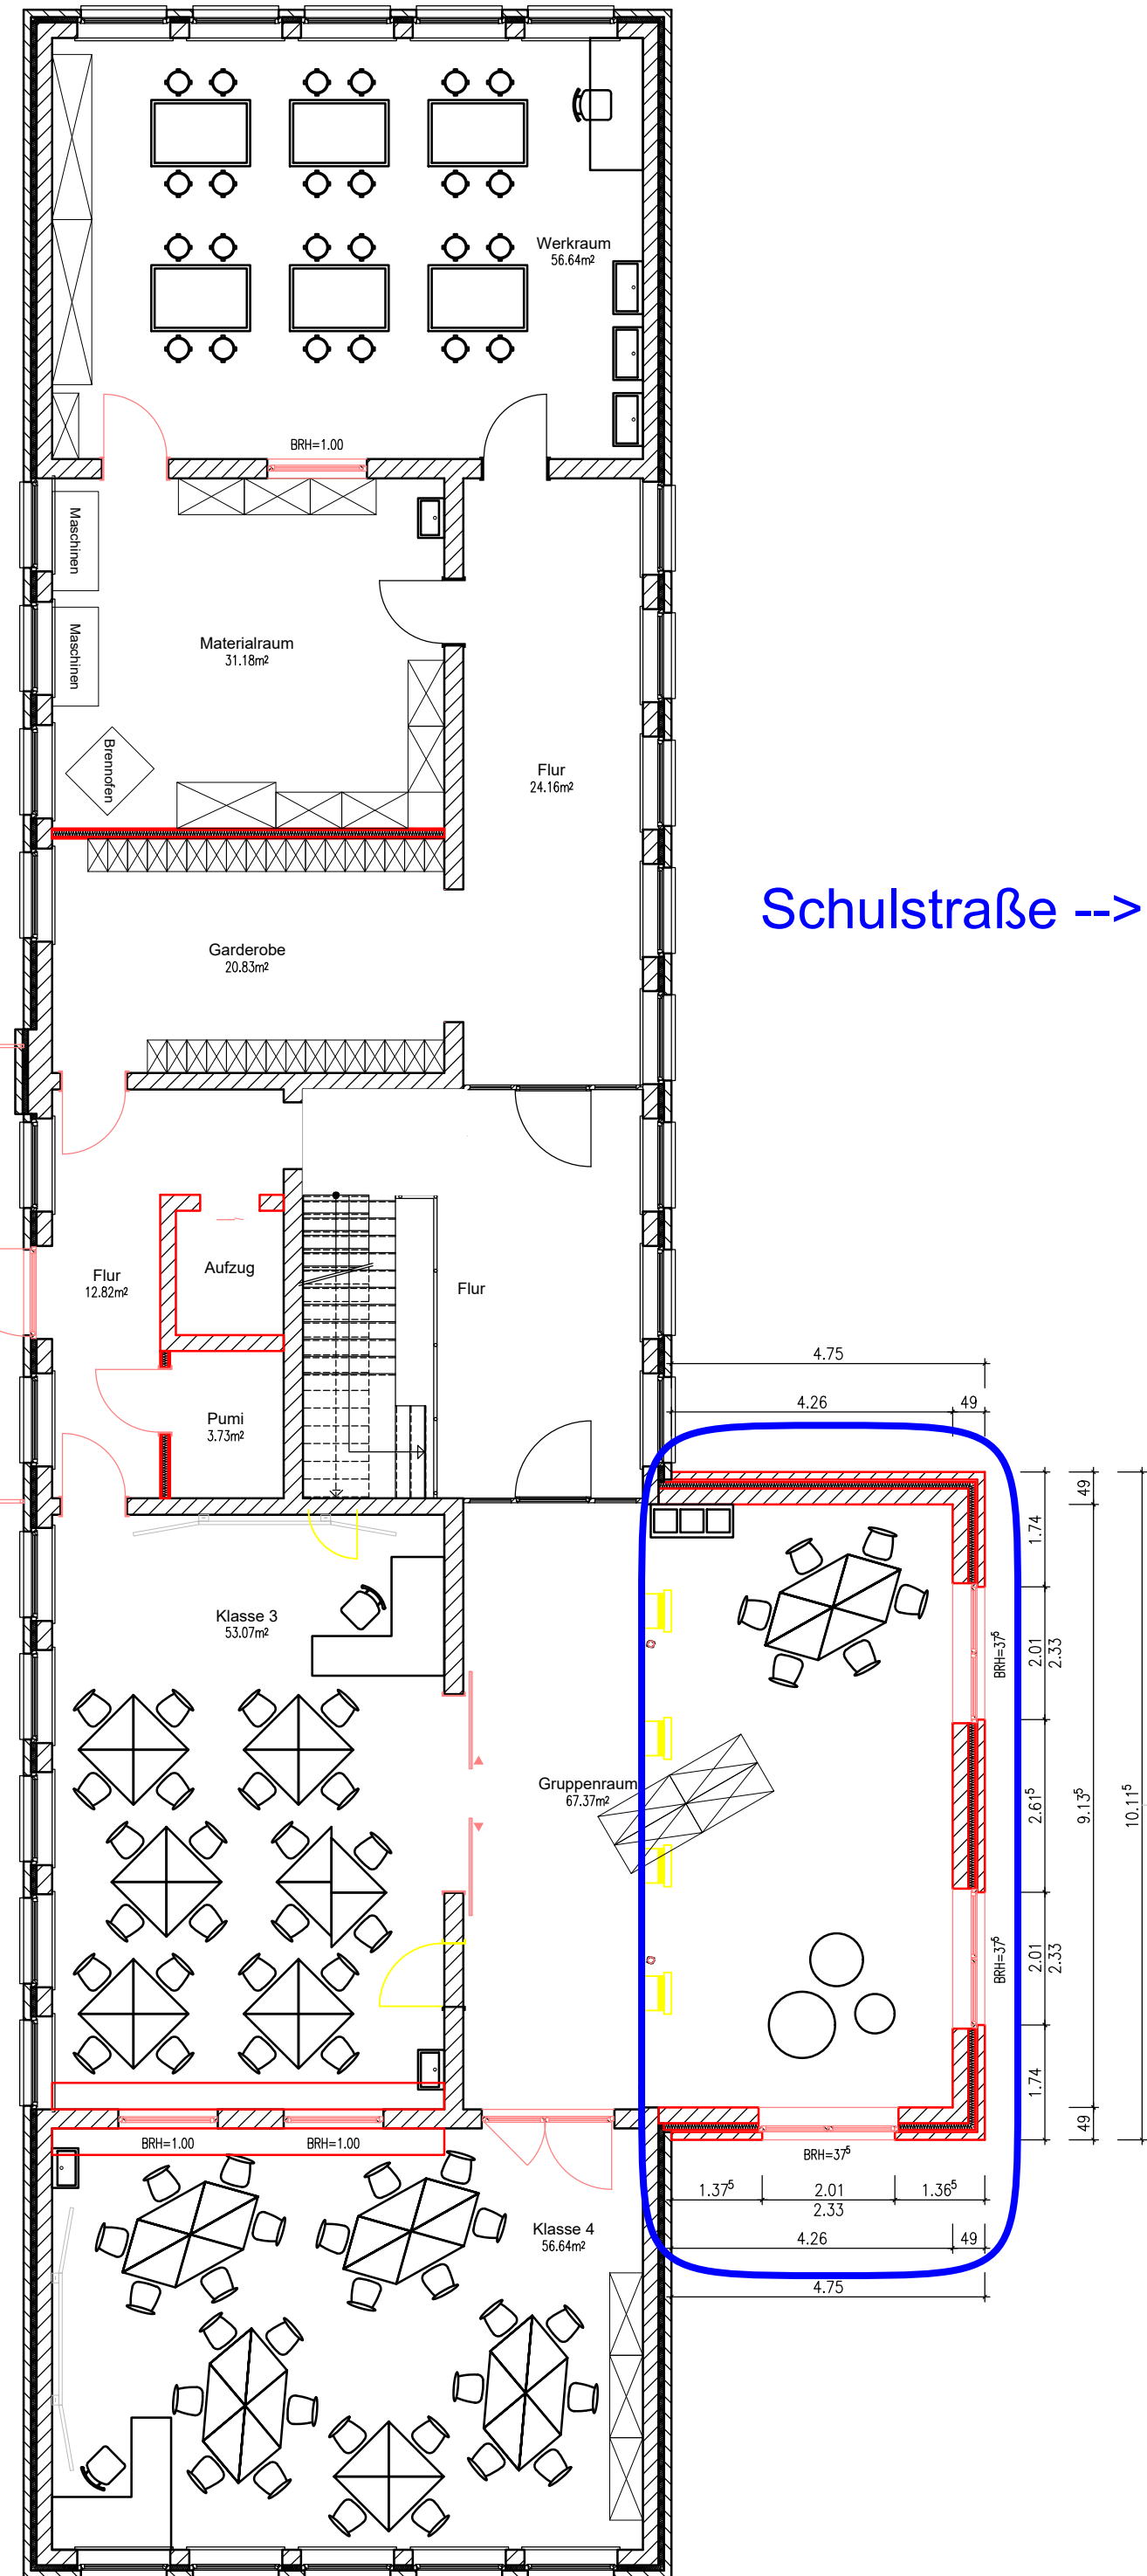 Werkraum
56.64m²
BRH=1.00
Maschinen
Maschinen
Materialraum
31.18m²
Brennofen
Flur
24.16m²
Schulstraße -->
Garderobe
20.83m²
Flur
12.82m²
Aufzug
Flur
Pumi
3.73m²
4.75
4.26
49
49
1.74
Klasse 3
53.07m²
BRH=37⁵
2.01
2.33
Gruppenraum
67.37m²
2.61⁵
9.13⁵
10.11⁵
BRH=37⁵
2.01
2.33
1.74
49
BRH=1.00
BRH=1.00
BRH=37⁵
1.37⁵
2.01
1.36⁵
2.33
Klasse 4
56.64m²
4.26
49
4.75